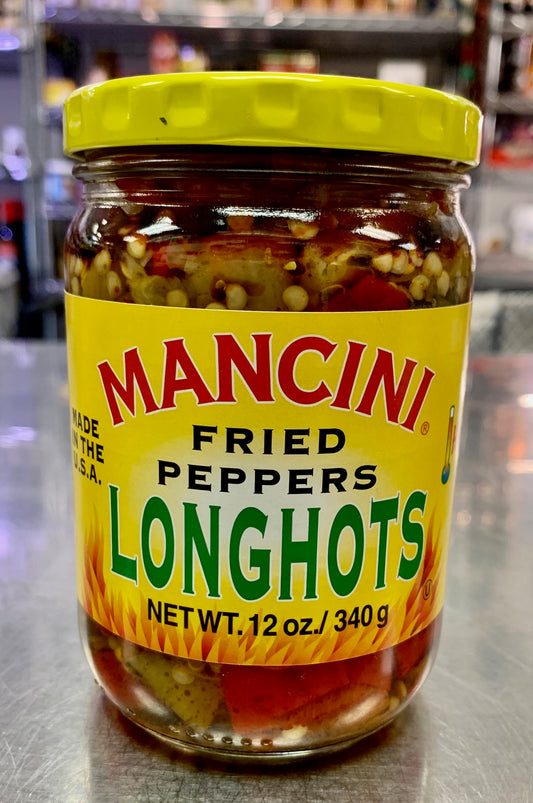 MANCINI®
MADE
IN THE
U.S.A.
FRIED
PEPPERS
LONGHOTS
U
NET WT. 12 oz./ 340 g